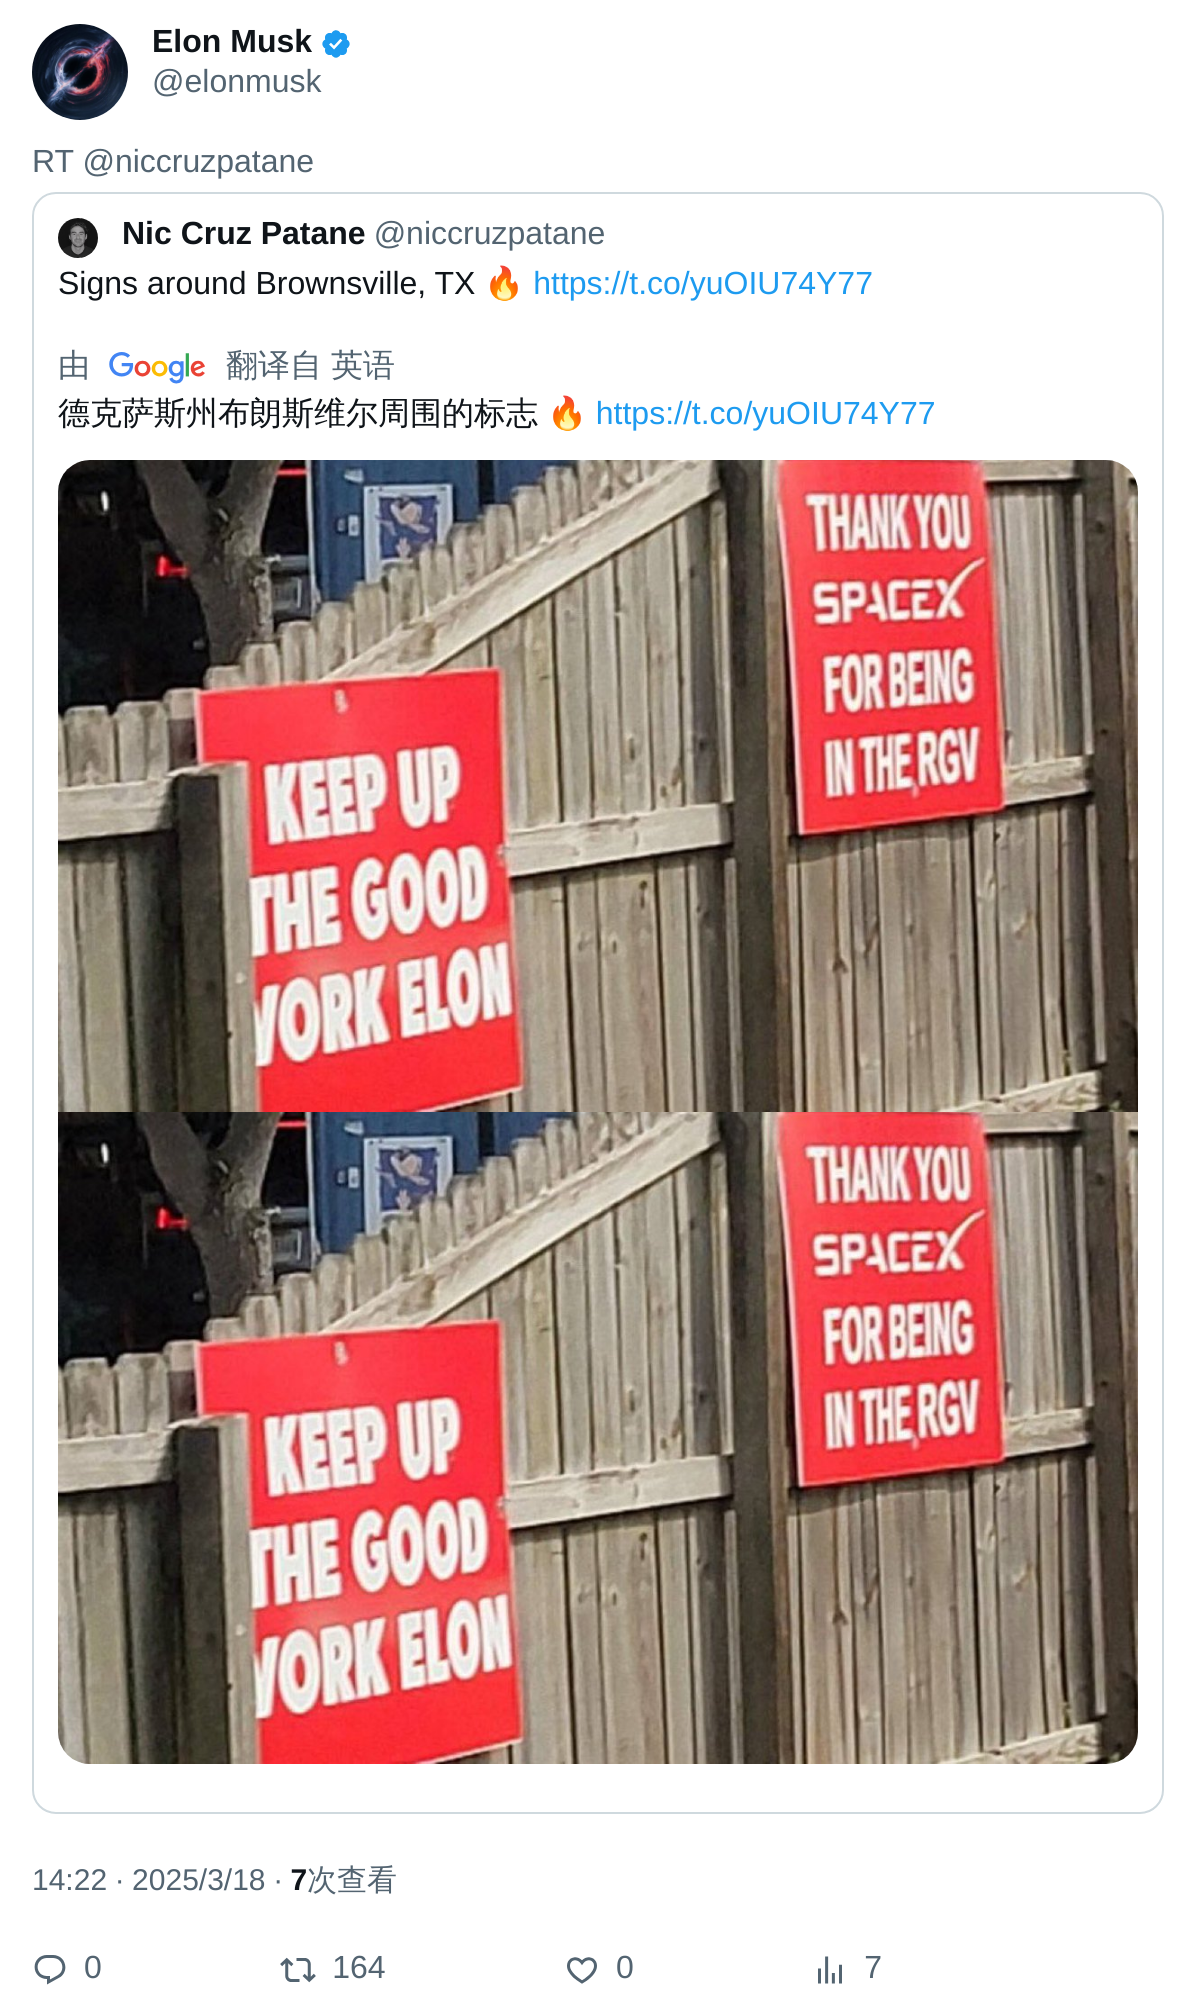 Elon Musk
@elonmusk
RT @niccruzpatane
Nic Cruz Patane @niccruzpatane
Signs around Brownsville, TX 🔥 https://t.co/yuOIU74Y77
由 Google 翻译自 英语
德克萨斯州布朗斯维尔周围的标志 🔥 https://t.co/yuOIU74Y77
THANK YOU
SPACEX
FOR BEING
IN THE RGV
KEEP UP
THE GOOD
WORK ELON
THANK YOU
SPACEX
FOR BEING
IN THE RGV
KEEP UP
THE GOOD
WORK ELON
14:22 · 2025/3/18 · 7次查看
0 164 0 7